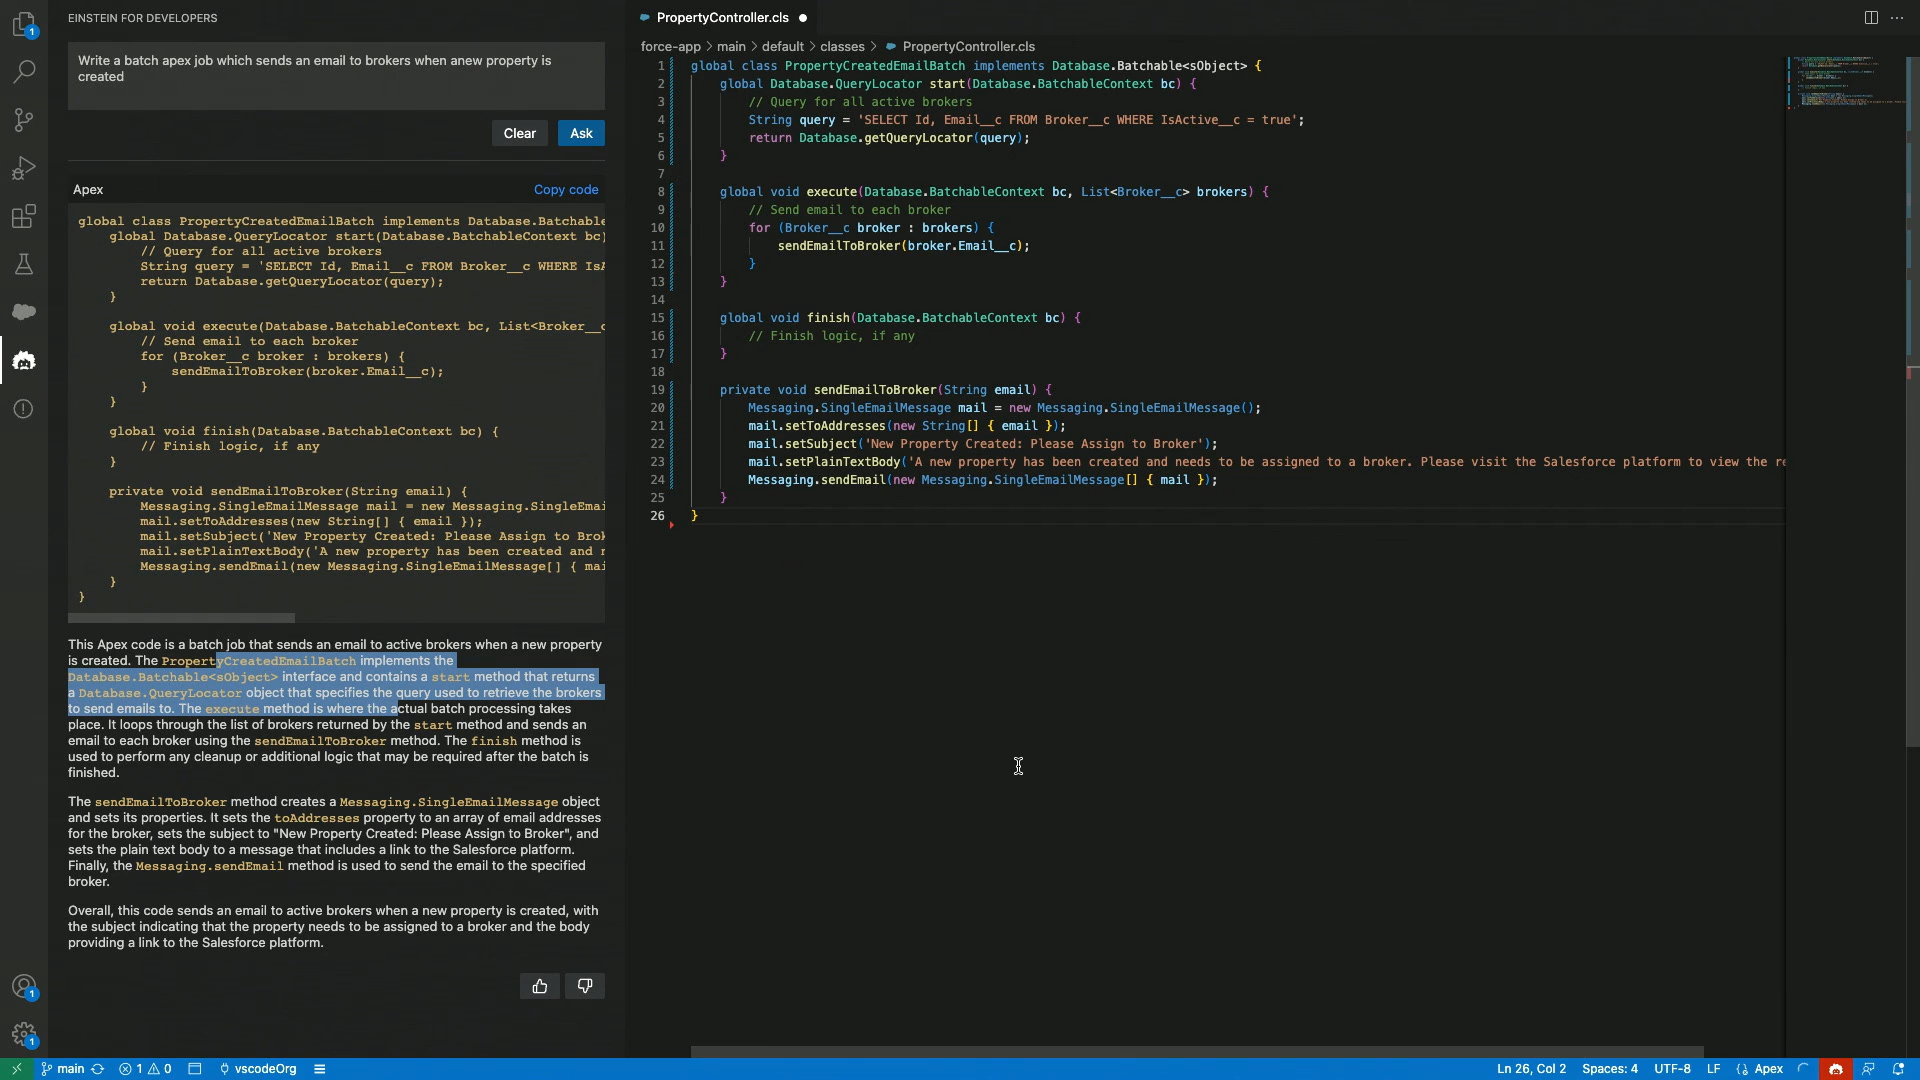 EINSTEIN FOR DEVELOPERS
Write a batch apex job which sends an email to brokers when anew property is
created
Clear
Ask
Apex
Copy code
global class PropertyCreatedEmailBatch implements Database.Batchable
    global Database.QueryLocator start(Database.BatchableContext bc)
        // Query for all active brokers
        String query = 'SELECT Id, Email__c FROM Broker__c WHERE IsA
        return Database.getQueryLocator(query);
    }
    global void execute(Database.BatchableContext bc, List<Broker__c
        // Send email to each broker
        for (Broker__c broker : brokers) {
            sendEmailToBroker(broker.Email__c);
        }
    }
    global void finish(Database.BatchableContext bc) {
        // Finish logic, if any
    }
    private void sendEmailToBroker(String email) {
        Messaging.SingleEmailMessage mail = new Messaging.SingleEmai
        mail.setToAddresses(new String[] { email });
        mail.setSubject('New Property Created: Please Assign to Brok
        mail.setPlainTextBody('A new property has been created and n
        Messaging.sendEmail(new Messaging.SingleEmailMessage[] { mai
    }
}
This Apex code is a batch job that sends an email to active brokers when a new property
is created. The PropertyCreatedEmailBatch implements the
Database.Batchable<sObject> interface and contains a start method that returns
a Database.QueryLocator object that specifies the query used to retrieve the brokers
to send emails to. The execute method is where the actual batch processing takes
place. It loops through the list of brokers returned by the start method and sends an
email to each broker using the sendEmailToBroker method. The finish method is
used to perform any cleanup or additional logic that may be required after the batch is
finished.
The sendEmailToBroker method creates a Messaging.SingleEmailMessage object
and sets its properties. It sets the toAddresses property to an array of email addresses
for the broker, sets the subject to "New Property Created: Please Assign to Broker", and
sets the plain text body to a message that includes a link to the Salesforce platform.
Finally, the Messaging.sendEmail method is used to send the email to the specified
broker.
Overall, this code sends an email to active brokers when a new property is created, with
the subject indicating that the property needs to be assigned to a broker and the body
providing a link to the Salesforce platform.
PropertyController.cls
force-app > main > default > classes > PropertyController.cls
1 global class PropertyCreatedEmailBatch implements Database.Batchable<sObject> {
2     global Database.QueryLocator start(Database.BatchableContext bc) {
3         // Query for all active brokers
4         String query = 'SELECT Id, Email__c FROM Broker__c WHERE IsActive__c = true';
5         return Database.getQueryLocator(query);
6     }
7
8     global void execute(Database.BatchableContext bc, List<Broker__c> brokers) {
9         // Send email to each broker
10         for (Broker__c broker : brokers) {
11             sendEmailToBroker(broker.Email__c);
12         }
13     }
14
15     global void finish(Database.BatchableContext bc) {
16         // Finish logic, if any
17     }
18
19     private void sendEmailToBroker(String email) {
20         Messaging.SingleEmailMessage mail = new Messaging.SingleEmailMessage();
21         mail.setToAddresses(new String[] { email });
22         mail.setSubject('New Property Created: Please Assign to Broker');
23         mail.setPlainTextBody('A new property has been created and needs to be assigned to a broker. Please visit the Salesforce platform to view the re
24         Messaging.sendEmail(new Messaging.SingleEmailMessage[] { mail });
25     }
26 }
1
1
1
main
1
0
vscodeOrg
Ln 26, Col 2
Spaces: 4
UTF-8
LF
{} Apex